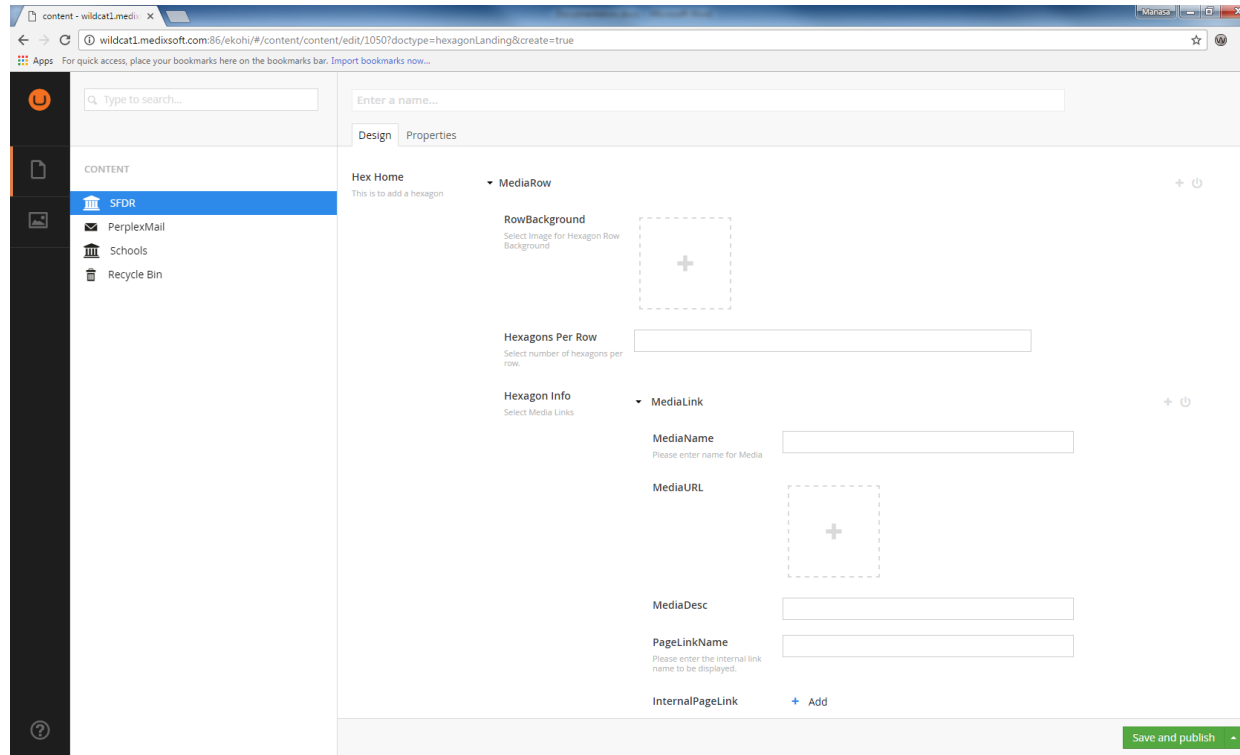 content - wildcat1.medix
Manasa
wildcat1.medixsoft.com:86/ekohi/#/content/content/edit/1050?doctype=hexagonLanding&create=true
Apps For quick access, place your bookmarks here on the bookmarks bar. Import bookmarks now...
Type to search...
Enter a name...
Design Properties
CONTENT
SFDR
PerplexMail
Schools
Recycle Bin
Hex Home
This is to add a hexagon
MediaRow
RowBackground
Select Image for Hexagon Row
Background
Hexagons Per Row
Select number of hexagons per
row.
Hexagon Info
Select Media Links
MediaLink
MediaName
Please enter name for Media
MediaURL
MediaDesc
PageLinkName
Please enter the internal link
name to be displayed.
InternalPageLink
+ Add
Save and publish